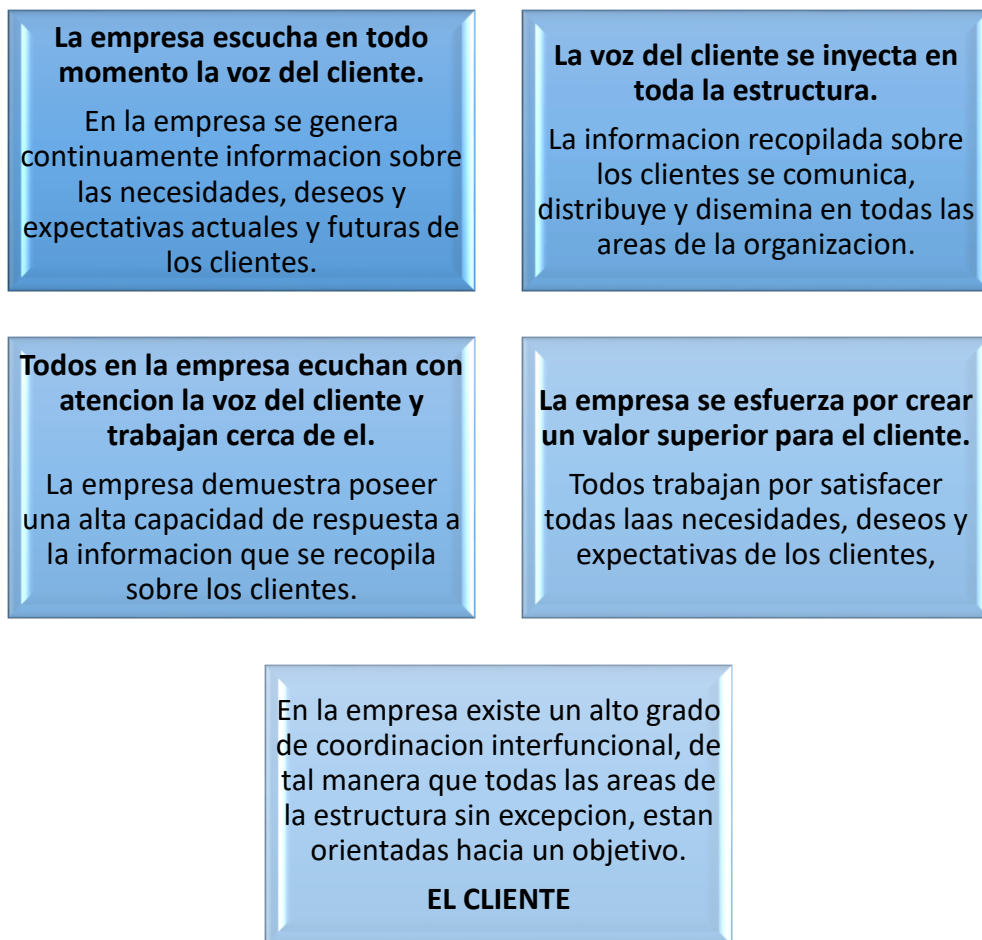 La empresa escucha en todo
momento la voz del cliente.
En la empresa se genera
continuamente informacion sobre
las necesidades, deseos y
expectativas actuales y futuras de
los clientes.
La voz del cliente se inyecta en
toda la estructura.
La informacion recopilada sobre
los clientes se comunica,
distribuye y disemina en todas las
areas de la organizacion.
Todos en la empresa ecuchan con
atencion la voz del cliente y
trabajan cerca de el.
La empresa demuestra poseer
una alta capacidad de respuesta a
la informacion que se recopila
sobre los clientes.
La empresa se esfuerza por crear
un valor superior para el cliente.
Todos trabajan por satisfacer
todas laas necesidades, deseos y
expectativas de los clientes,
En la empresa existe un alto grado
de coordinacion interfuncional, de
tal manera que todas las areas de
la estructura sin excepcion, estan
orientadas hacia un objetivo.
EL CLIENTE